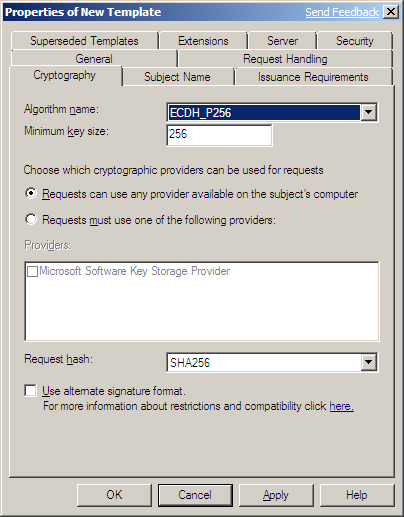 Properties of New Template
Send Feedback
Superseded Templates
Extensions
Server
Security
General
Request Handling
Cryptography
Subject Name
Issuance Requirements
Algorithm name:
ECDH_P256
Minimum key size:
256
Choose which cryptographic providers can be used for requests
Requests can use any provider available on the subject's computer
Requests must use one of the following providers:
Providers:
Microsoft Software Key Storage Provider
Request hash:
SHA256
Use alternate signature format.
For more information about restrictions and compatibility click here.
OK
Cancel
Apply
Help